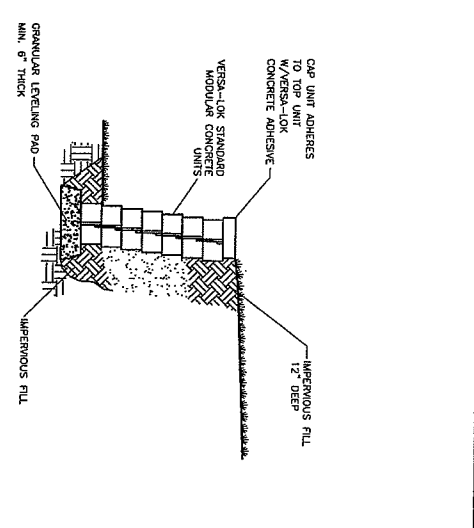 CAP UNIT ADHERES
TO TOP UNIT
W/VERSA-LOK
CONCRETE ADHESIVE
VERSA-LOK STANDARD
MODULAR CONCRETE
UNITS
GRANULAR LEVELING PAD
MIN. 6" THICK
IMPERVIOUS FILL
12" DEEP
IMPERVIOUS FILL